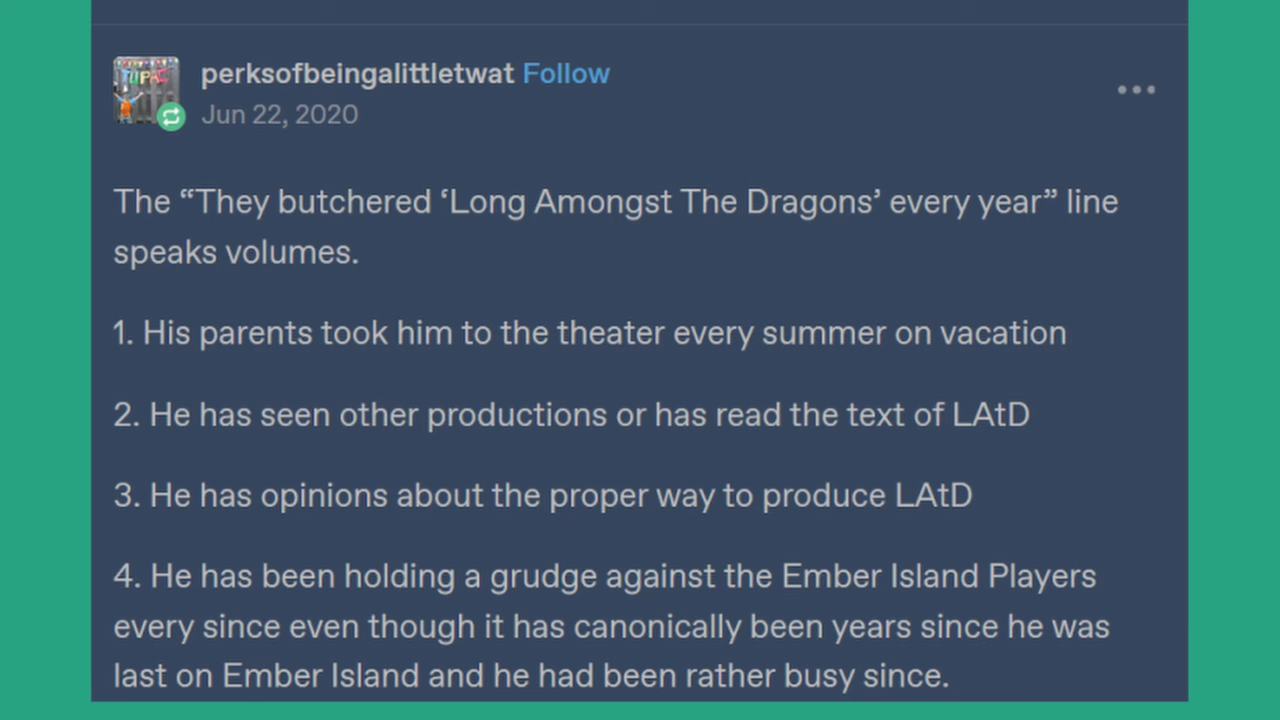 TUPAC
perksofbeingalittletwat Follow
Jun 22, 2020
The “They butchered ‘Long Amongst The Dragons’ every year” line
speaks volumes.
1. His parents took him to the theater every summer on vacation
2. He has seen other productions or has read the text of LAtD
3. He has opinions about the proper way to produce LAtD
4. He has been holding a grudge against the Ember Island Players
every since even though it has canonically been years since he was
last on Ember Island and he had been rather busy since.